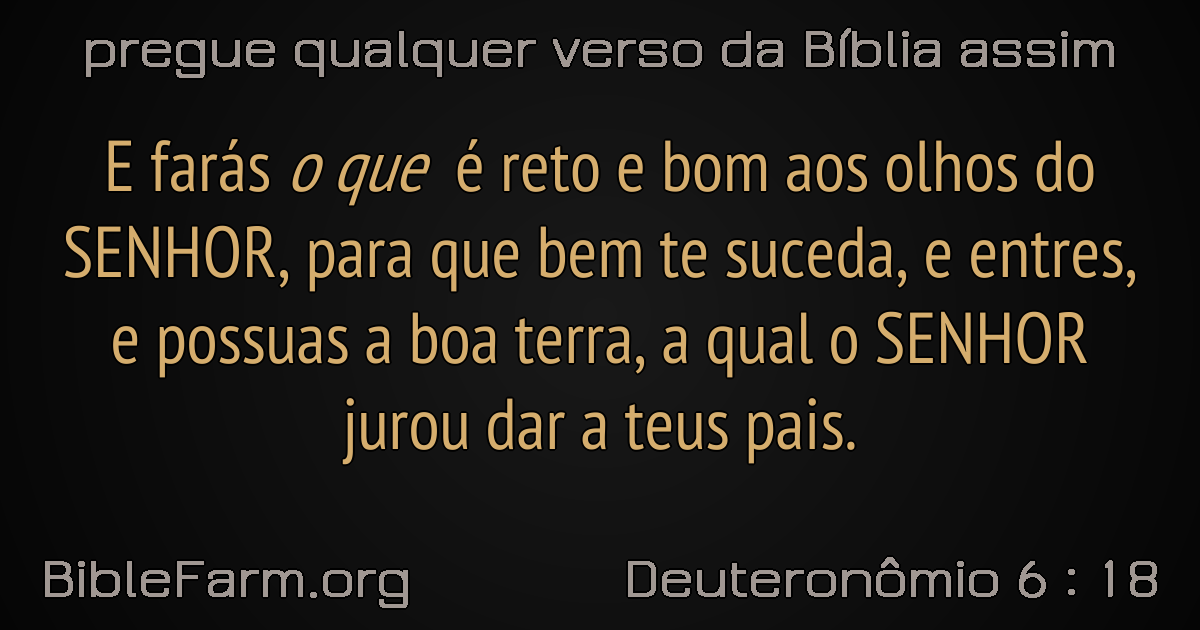 pregue qualquer verso da Bíblia assim
E farás o que é reto e bom aos olhos do
SENHOR, para que bem te suceda, e entres,
e possuas a boa terra, a qual o SENHOR
jurou dar a teus pais.
BibleFarm.org
Deuteronômio 6 : 18